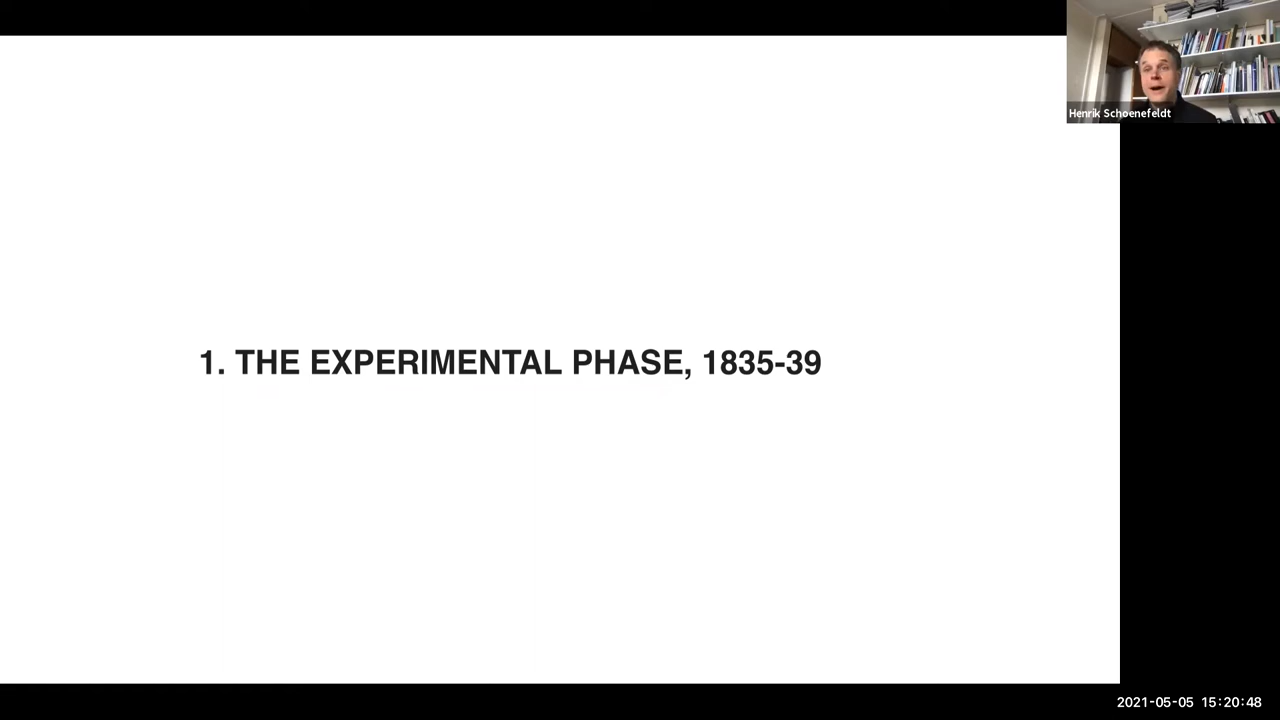 Henrik Schoenefeldt
1. THE EXPERIMENTAL PHASE, 1835-39
2021-05-05 15:20:48